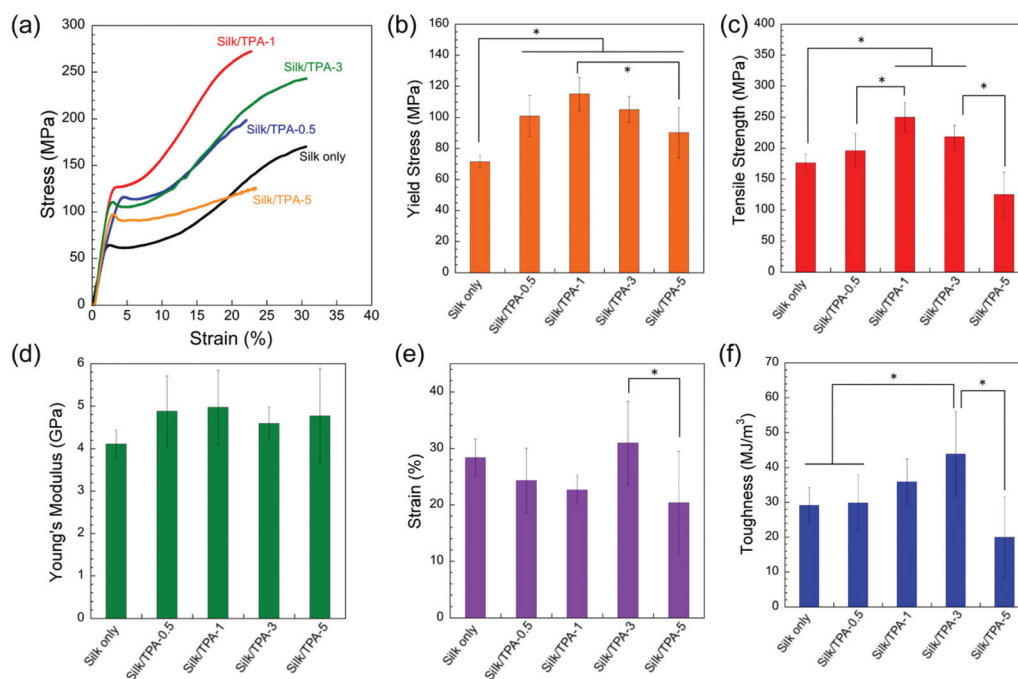 (a)
Stress (MPa)
300
250
200
150
100
50
0
Silk/TPA-1
Silk/TPA-3
Silk/TPA-0.5
Silk only
Silk/TPA-5
0 5 10 15 20 25 30 35 40
Strain (%)
(b)
Yield Stress (MPa)
160
140
120
100
80
60
40
20
0
*
*
Silk only
Silk/TPA-0.5
Silk/TPA-1
Silk/TPA-3
Silk/TPA-5
(c)
Tensile Strength (MPa)
400
350
300
250
200
150
100
50
0
*
*
*
Silk only
Silk/TPA-0.5
Silk/TPA-1
Silk/TPA-3
Silk/TPA-5
(d)
Young's Modulus (GPa)
6
5
4
3
2
1
0
Silk only
Silk/TPA-0.5
Silk/TPA-1
Silk/TPA-3
Silk/TPA-5
(e)
Strain (%)
50
40
30
20
10
0
*
Silk only
Silk/TPA-0.5
Silk/TPA-1
Silk/TPA-3
Silk/TPA-5
(f)
Toughness (MJ/m³)
70
60
50
40
30
20
10
0
*
*
Silk only
Silk/TPA-0.5
Silk/TPA-1
Silk/TPA-3
Silk/TPA-5